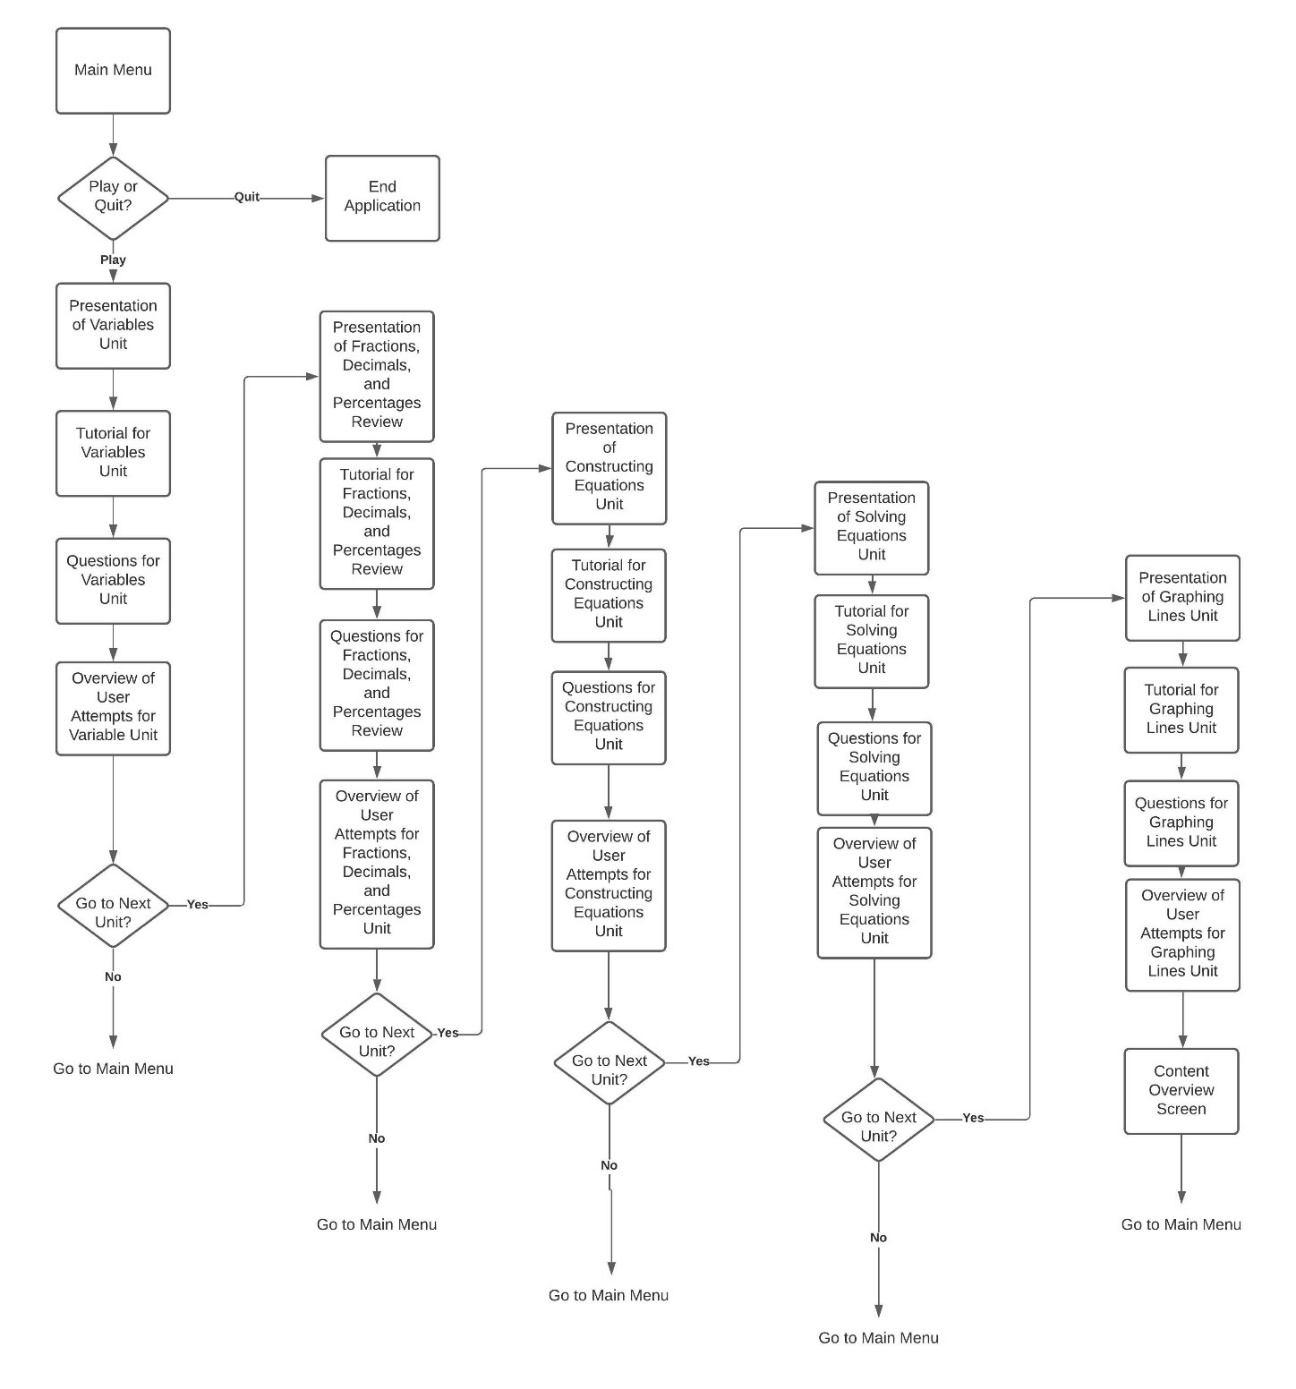 Main Menu
Play or
Quit?
Quit
End
Application
Play
Presentation
of Variables
Unit
Tutorial for
Variables
Unit
Questions for
Variables
Unit
Overview of
User
Attempts for
Variable Unit
Go to Next
Unit?
Yes
No
Go to Main Menu
Presentation
of Fractions,
Decimals,
and
Percentages
Review
Tutorial for
Fractions,
Decimals,
and
Percentages
Review
Questions for
Fractions,
Decimals,
and
Percentages
Review
Overview of
User
Attempts for
Fractions,
Decimals,
and
Percentages
Unit
Go to Next
Unit?
Yes
No
Go to Main Menu
Presentation
of
Constructing
Equations
Unit
Tutorial for
Constructing
Equations
Unit
Questions for
Constructing
Equations
Unit
Overview of
User
Attempts for
Constructing
Equations
Unit
Go to Next
Unit?
Yes
No
Go to Main Menu
Presentation
of Solving
Equations
Unit
Tutorial for
Solving
Equations
Unit
Questions for
Solving
Equations
Unit
Overview of
User
Attempts for
Solving
Equations
Unit
Go to Next
Unit?
Yes
No
Go to Main Menu
Presentation
of Graphing
Lines Unit
Tutorial for
Graphing
Lines Unit
Questions for
Graphing
Lines Unit
Overview of
User
Attempts for
Graphing
Lines Unit
Content
Overview
Screen
Go to Main Menu